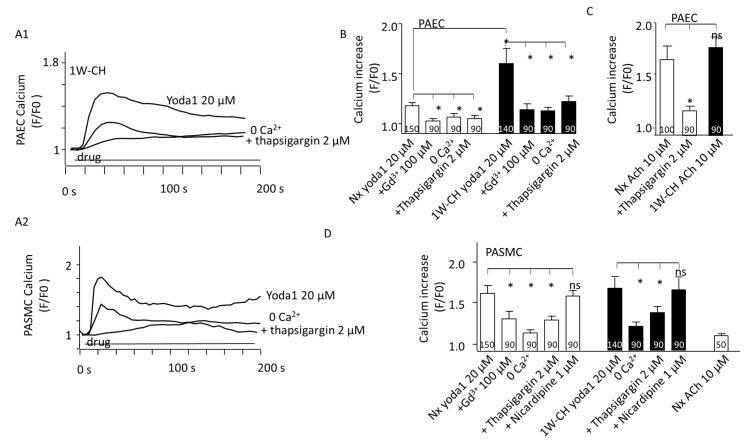 A1
1W-CH
1.8
1
PAEC Calcium
(F/F0)
Yoda1 20 µM
0 Ca²⁺
+ thapsigargin 2 µM
drug
0 s
100 s
200 s
A2
2
1
PASMC Calcium
(F/F0)
Yoda1 20 µM
0 Ca²⁺
+ thapsigargin 2 µM
drug
0 s
100 s
200 s
B
PAEC
2.0
1.5
1.0
Calcium increase
(F/F0)
*
* * *
* * *
150 90 90 90 140 90 90 90
Nx yoda1 20 µM
+Gd³⁺ 100 µM
0 Ca²⁺
+Thapsigargin 2 µM
1W-CH yoda1 20 µM
+Gd³⁺ 100 µM
0 Ca²⁺
+ Thapsigargin 2 µM
C
PAEC
2.0
1.5
1.0
Calcium increase
(F/F0)
*
ns
100 90 90
Nx Ach 10 µM
+Thapsigargin 2 µM
1W-CH ACh 10 µM
D
PASMC
2.0
1.5
1.0
Calcium increase
(F/F0)
* * * ns
* * ns
150 90 90 90 90 140 90 90 90 50
Nx yoda1 20 µM
+Gd³⁺ 100 µM
0 Ca²⁺
+ Thapsigargin 2 µM
+ Nicardipine 1 µM
1W-CH yoda1 20 µM
0 Ca²⁺
+ Thapsigargin 2 µM
+ Nicardipine 1 µM
Nx ACh 10 µM